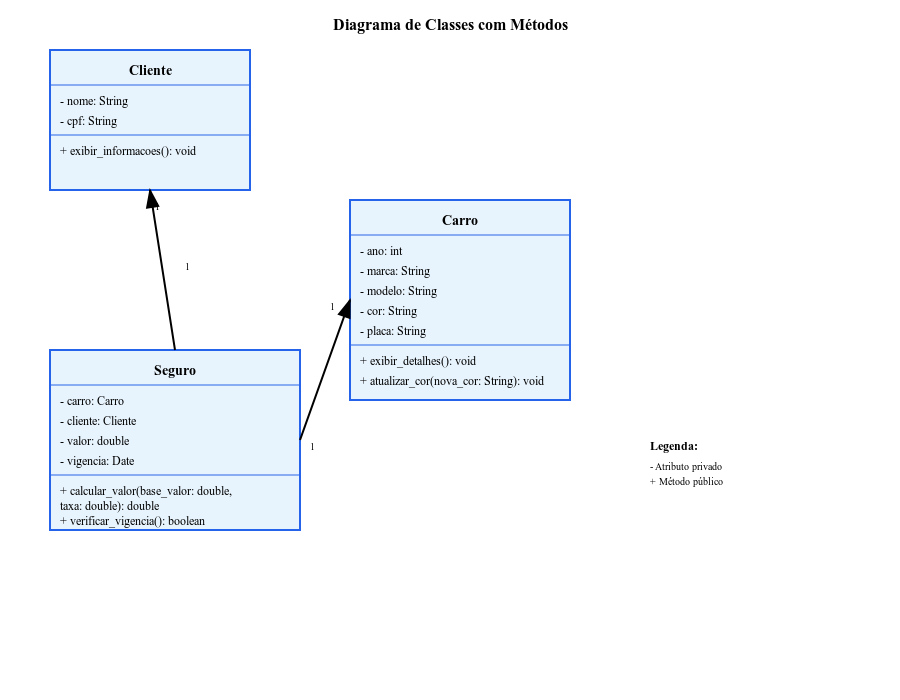 Diagrama de Classes com Métodos
Cliente
- nome: String
- cpf: String
+ exibir_informacoes(): void
1
1
Carro
- ano: int
- marca: String
- modelo: String
- cor: String
- placa: String
+ exibir_detalhes(): void
+ atualizar_cor(nova_cor: String): void
1
1
Seguro
- carro: Carro
- cliente: Cliente
- valor: double
- vigencia: Date
+ calcular_valor(base_valor: double,
taxa: double): double
+ verificar_vigencia(): boolean
Legenda:
- Atributo privado
+ Método público